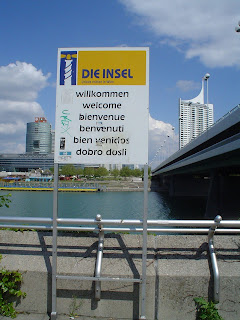 DIE INSEL
willkommen
welcome
bienvenue
benvenuti
bien venidos
dobro došli